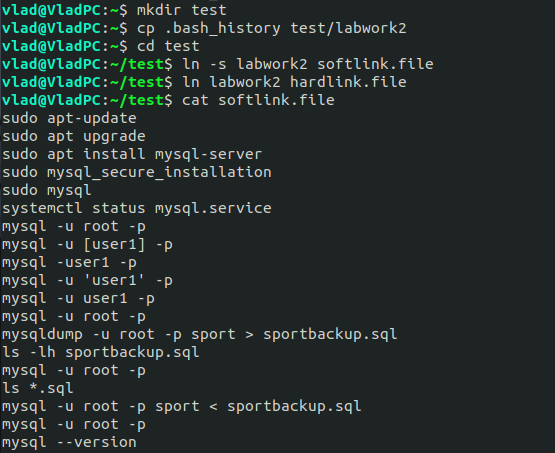 vlad@VladPC:~$ mkdir test
vlad@VladPC:~$ cp .bash_history test/labwork2
vlad@VladPC:~$ cd test
vlad@VladPC:~/test$ ln -s labwork2 softlink.file
vlad@VladPC:~/test$ ln labwork2 hardlink.file
vlad@VladPC:~/test$ cat softlink.file
sudo apt-update
sudo apt upgrade
sudo apt install mysql-server
sudo mysql_secure_installation
sudo mysql
systemctl status mysql.service
mysql -u root -p
mysql -u [user1] -p
mysql -user1 -p
mysql -u 'user1' -p
mysql -u user1 -p
mysql -u root -p
mysqldump -u root -p sport > sportbackup.sql
ls -lh sportbackup.sql
mysql -u root -p
ls *.sql
mysql -u root -p sport < sportbackup.sql
mysql -u root -p
mysql --version